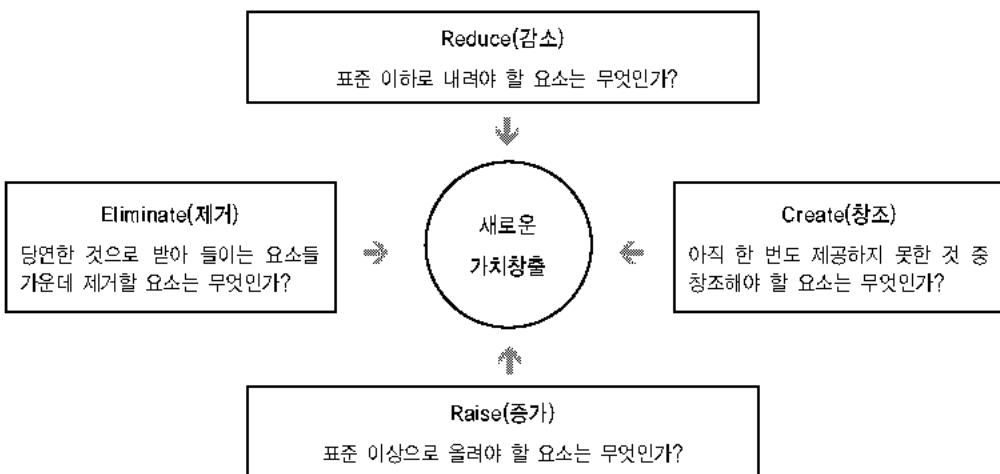 Reduce(감소)
표준 이하로 내려야 할 요소는 무엇인가?
Eliminate(제거)
당연한 것으로 받아 들이는 요소들
가운데 제거할 요소는 무엇인가?
새로운
가치창출
Create(창조)
아직 한 번도 제공하지 못한 것 중
창조해야 할 요소는 무엇인가?
Raise(증가)
표준 이상으로 올려야 할 요소는 무엇인가?